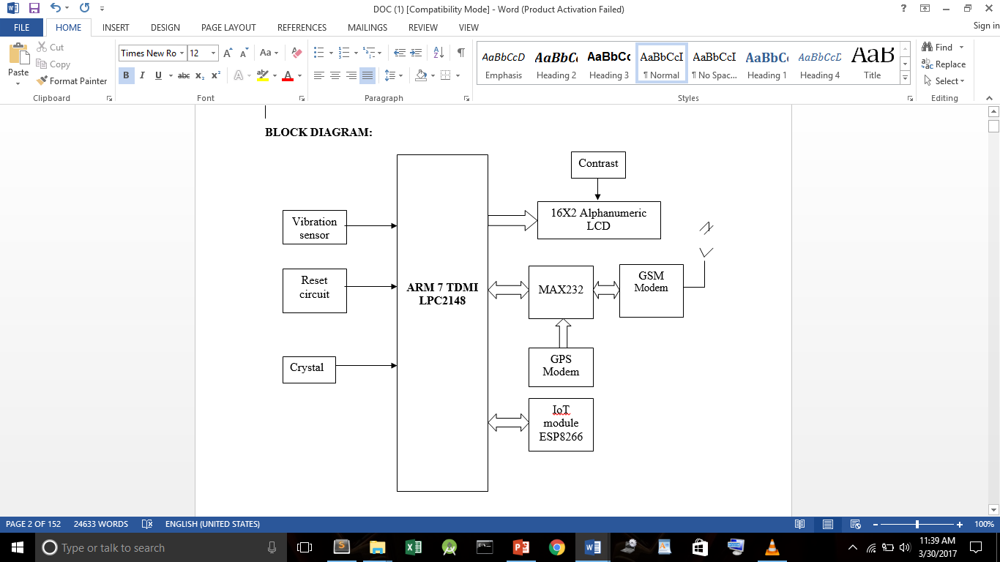 DOC (1) [Compatibility Mode] - Word (Product Activation Failed)
FILE HOME INSERT DESIGN PAGE LAYOUT REFERENCES MAILINGS REVIEW VIEW Sign in
Paste
Cut
Copy
Format Painter
Clipboard
Times New Ro 12
B I U abc x₂ x²
Font
Paragraph
AaBbCcD AaBbCc AaBbCc AaBbCcI AaBbCcI AaBbCc AaBbCcD AaB
Emphasis Heading 2 Heading 3 ¶ Normal ¶ No Spac... Heading 1 Heading 4 Title
Styles
Find
Replace
Select
Editing
BLOCK DIAGRAM:
Contrast
16X2 Alphanumeric
LCD
Vibration
sensor
Reset
circuit
Crystal
ARM 7 TDMI
LPC2148
MAX232
GSM
Modem
GPS
Modem
IoT
module
ESP8266
PAGE 2 OF 152 24633 WORDS ENGLISH (UNITED STATES) 100%
Type or talk to search
11:39 AM
3/30/2017